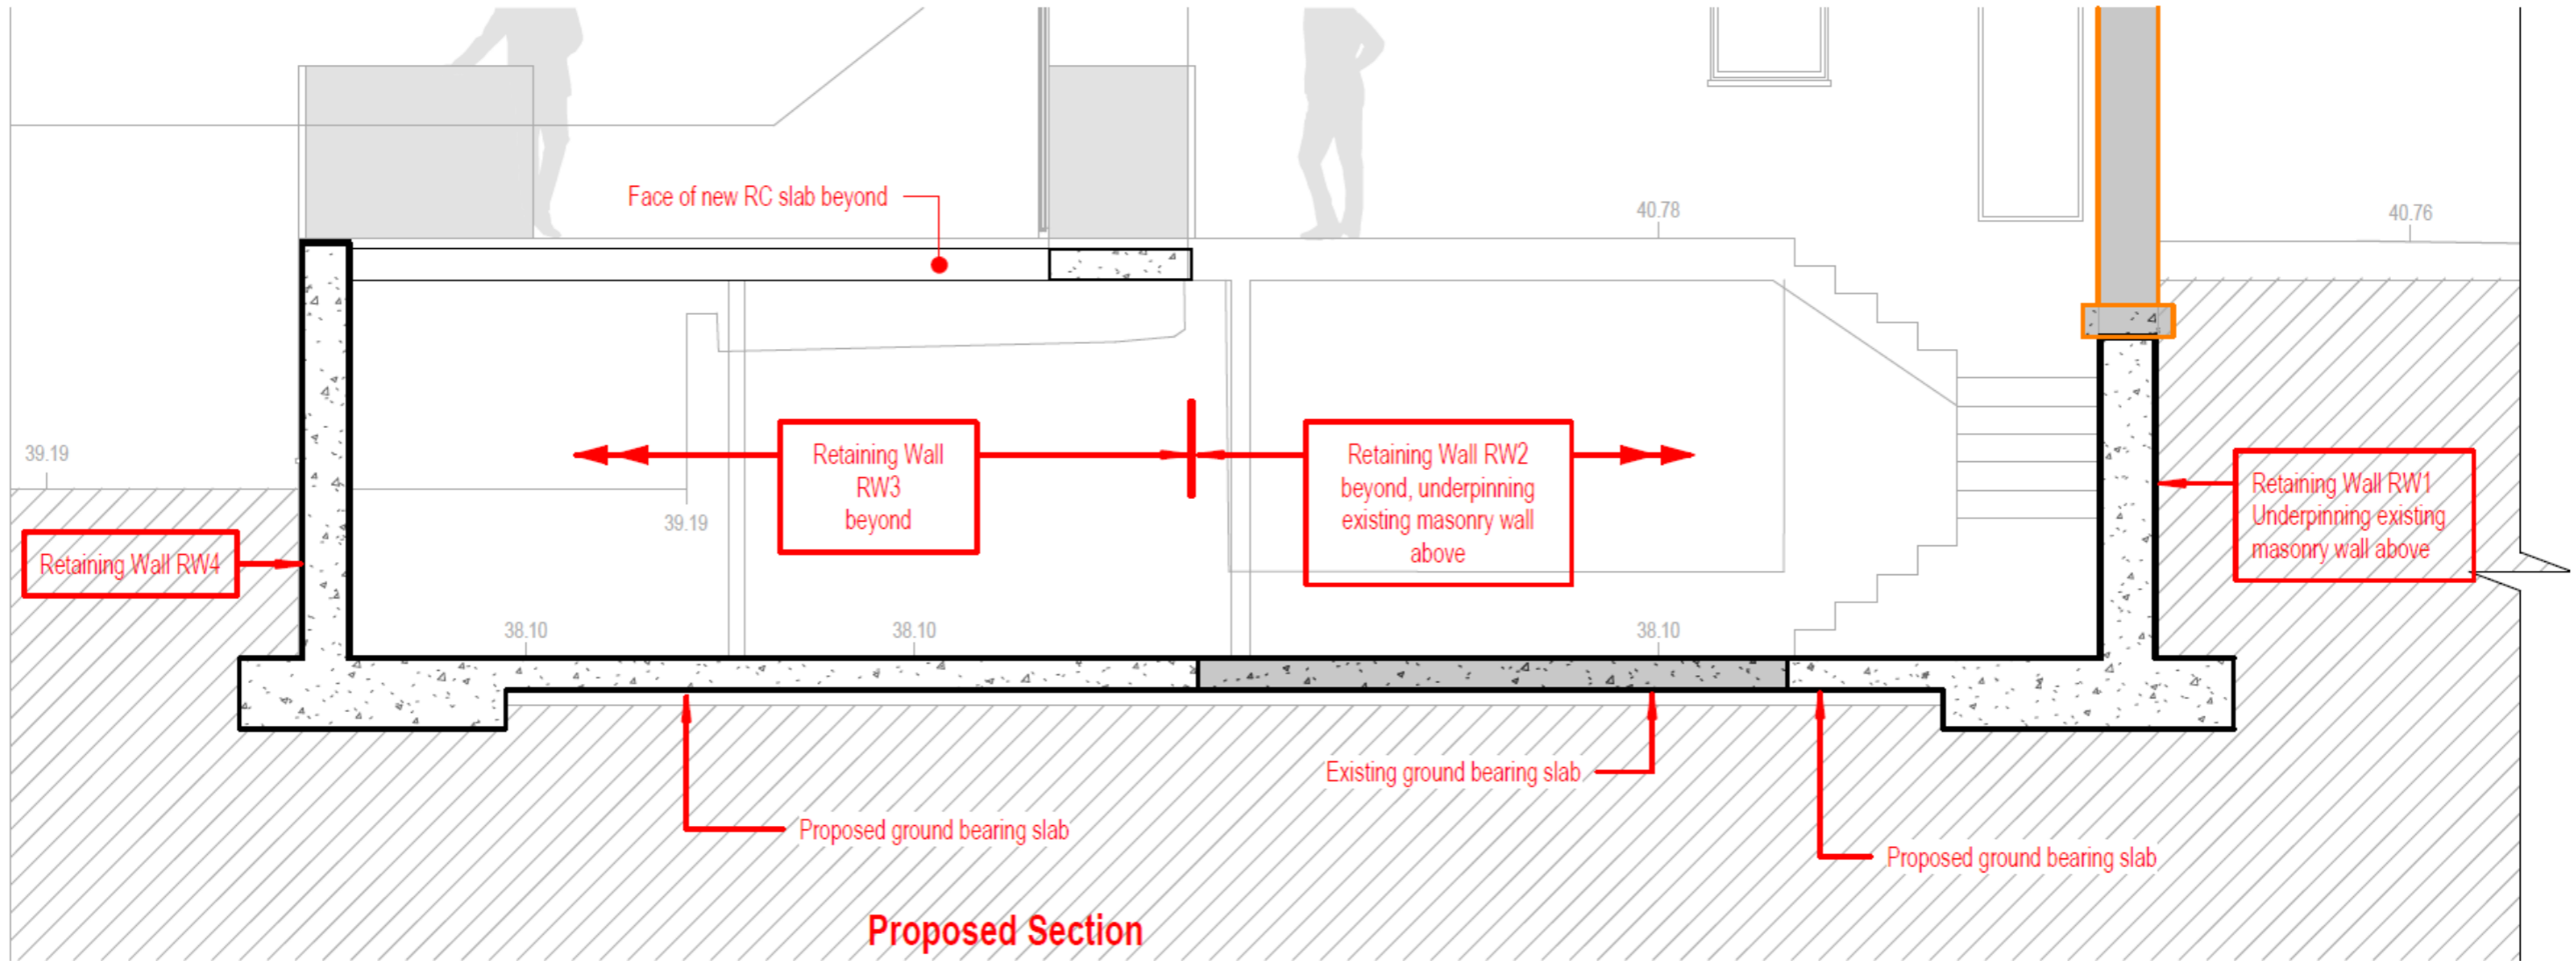 Face of new RC slab beyond
40.78
40.76
39.19
Retaining Wall
RW3
beyond
Retaining Wall RW2
beyond, underpinning
existing masonry wall
above
Retaining Wall RW1
Underpinning existing
masonry wall above
39.19
Retaining Wall RW4
38.10
38.10
38.10
Existing ground bearing slab
Proposed ground bearing slab
Proposed ground bearing slab
Proposed Section